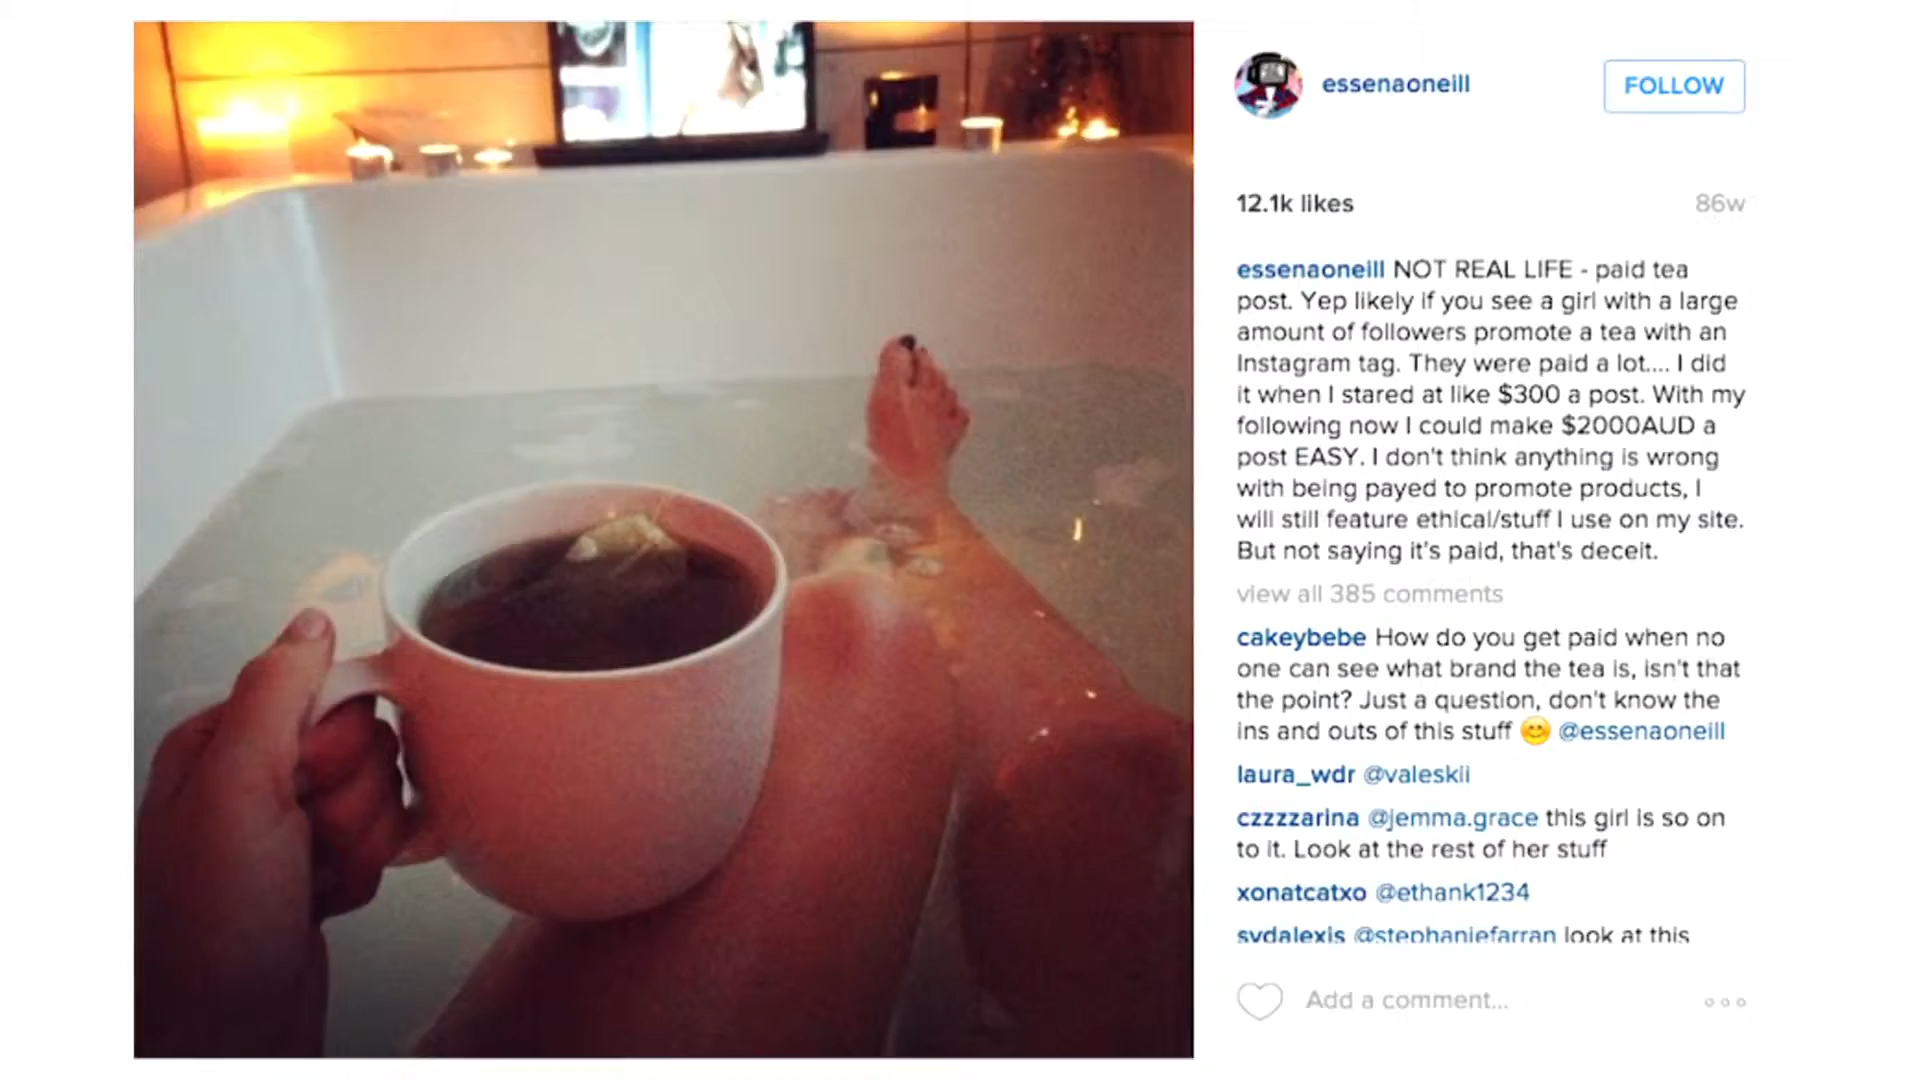 essenaoneill
FOLLOW
12.1k likes
86w
essenaoneill NOT REAL LIFE - paid tea
post. Yep likely if you see a girl with a large
amount of followers promote a tea with an
Instagram tag. They were paid a lot.... I did
it when I stared at like $300 a post. With my
following now I could make $2000AUD a
post EASY. I don't think anything is wrong
with being payed to promote products, I
will still feature ethical/stuff I use on my site.
But not saying it's paid, that's deceit.
view all 385 comments
cakeybebe How do you get paid when no
one can see what brand the tea is, isn't that
the point? Just a question, don't know the
ins and outs of this stuff 😊 @essenaoneill
laura_wdr @valeskii
czzzzarina @jemma.grace this girl is so on
to it. Look at the rest of her stuff
xonatcatxo @ethank1234
svdalexis @stephaniefarran look at this
Add a comment...